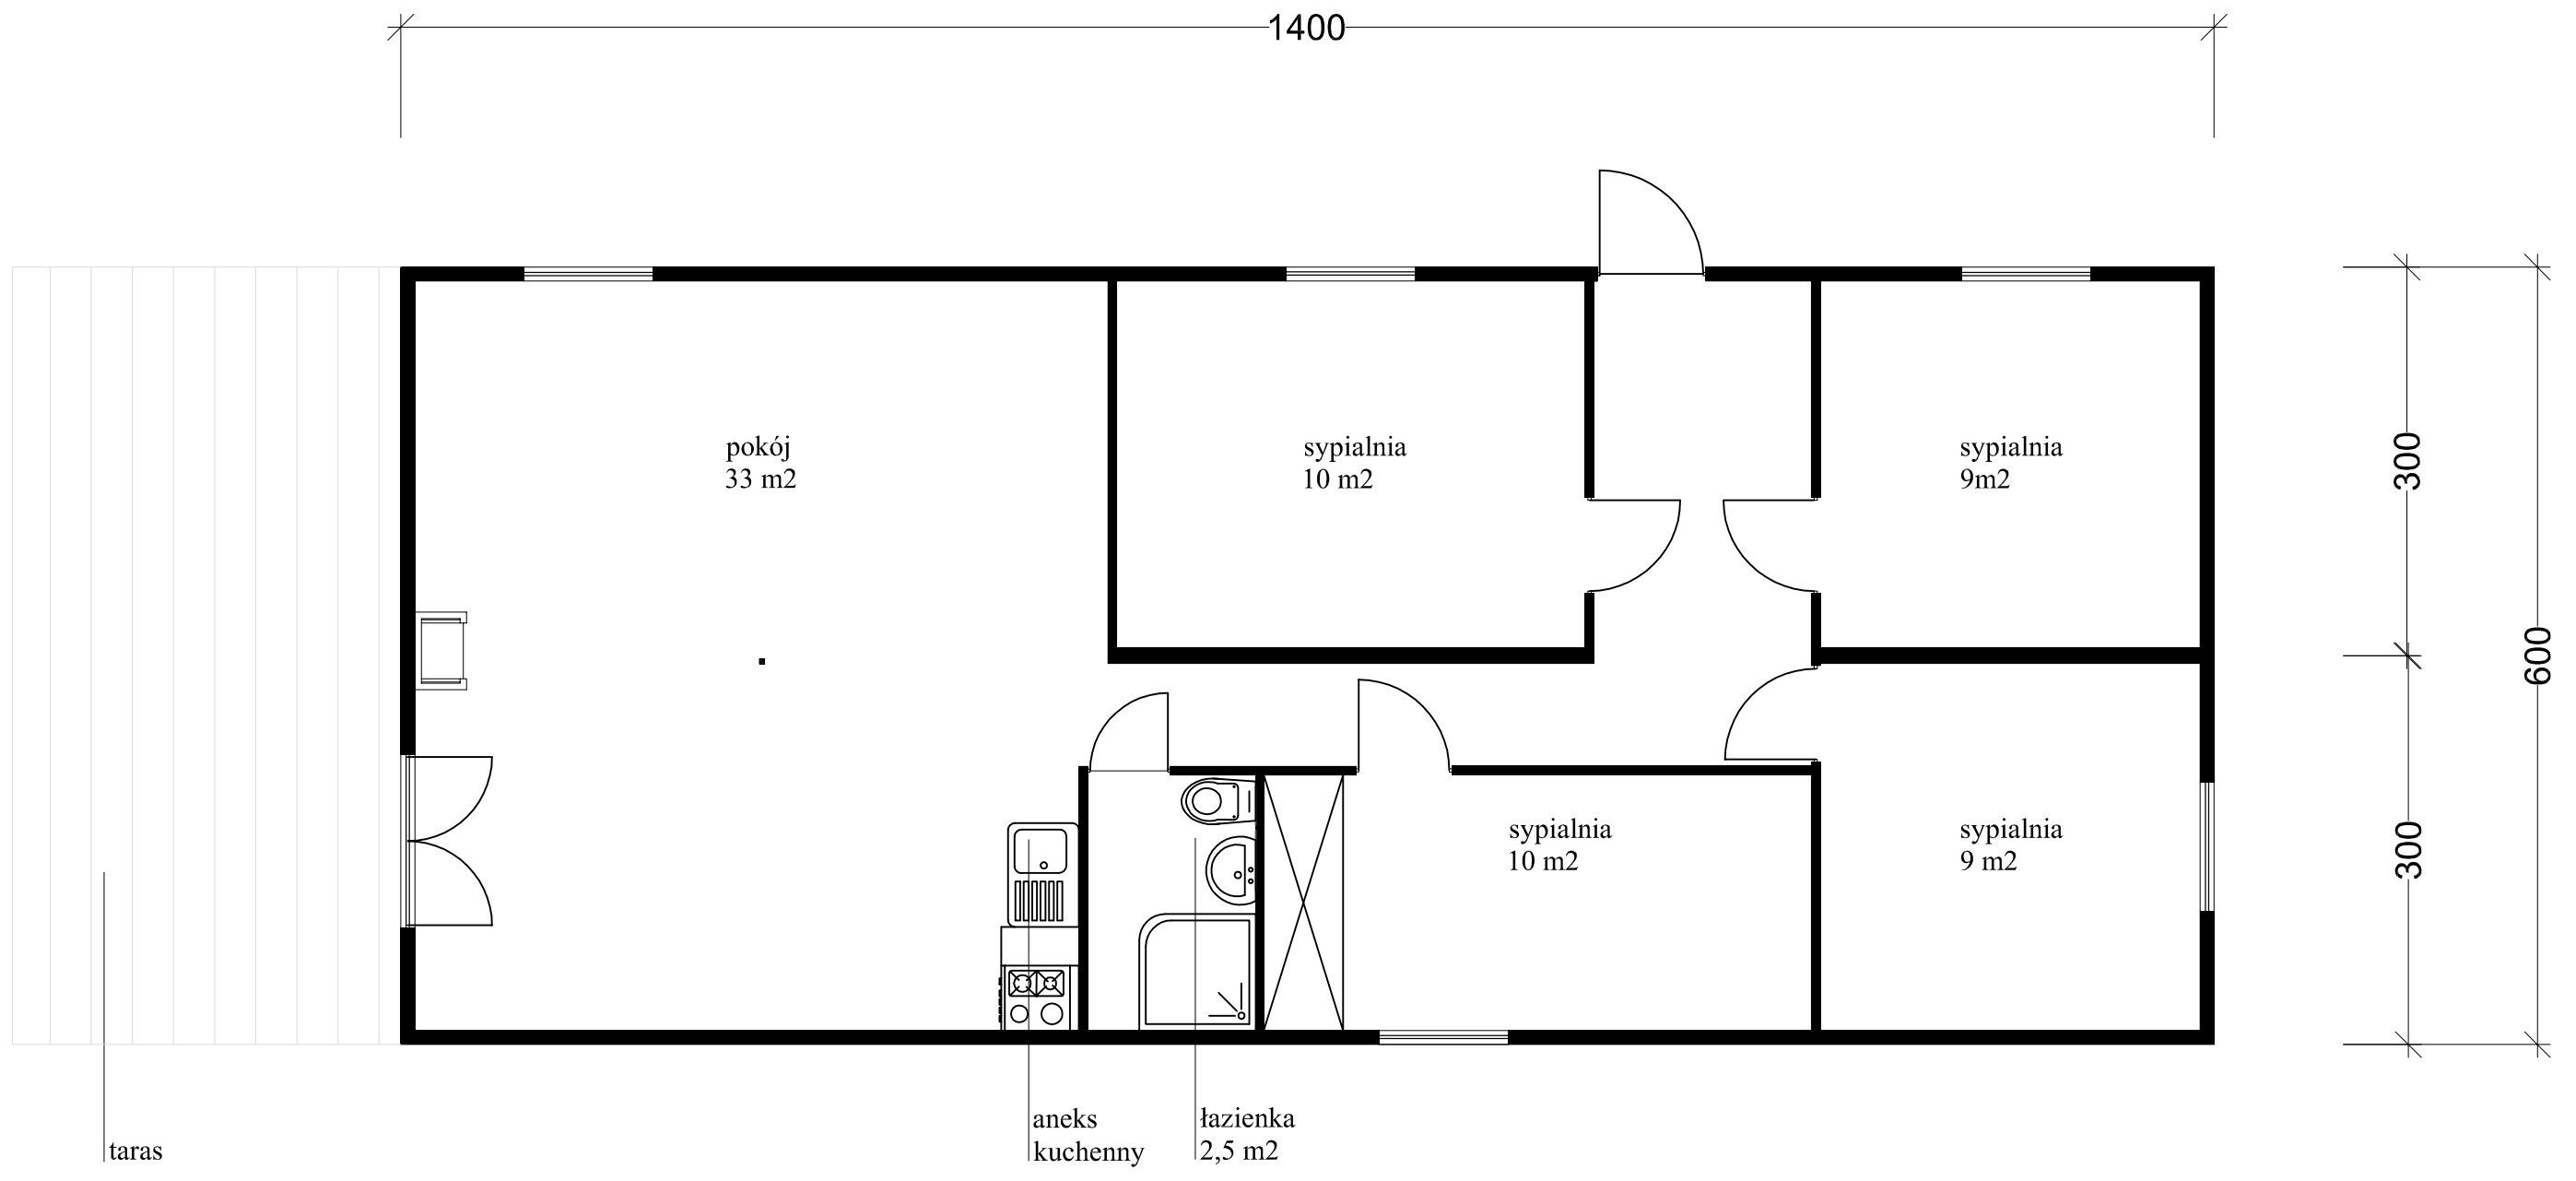 1400
pokój
33 m2
sypialnia
10 m2
sypialnia
9m2
300
600
sypialnia
10 m2
sypialnia
9 m2
300
aneks
kuchenny
łazienka
2,5 m2
taras